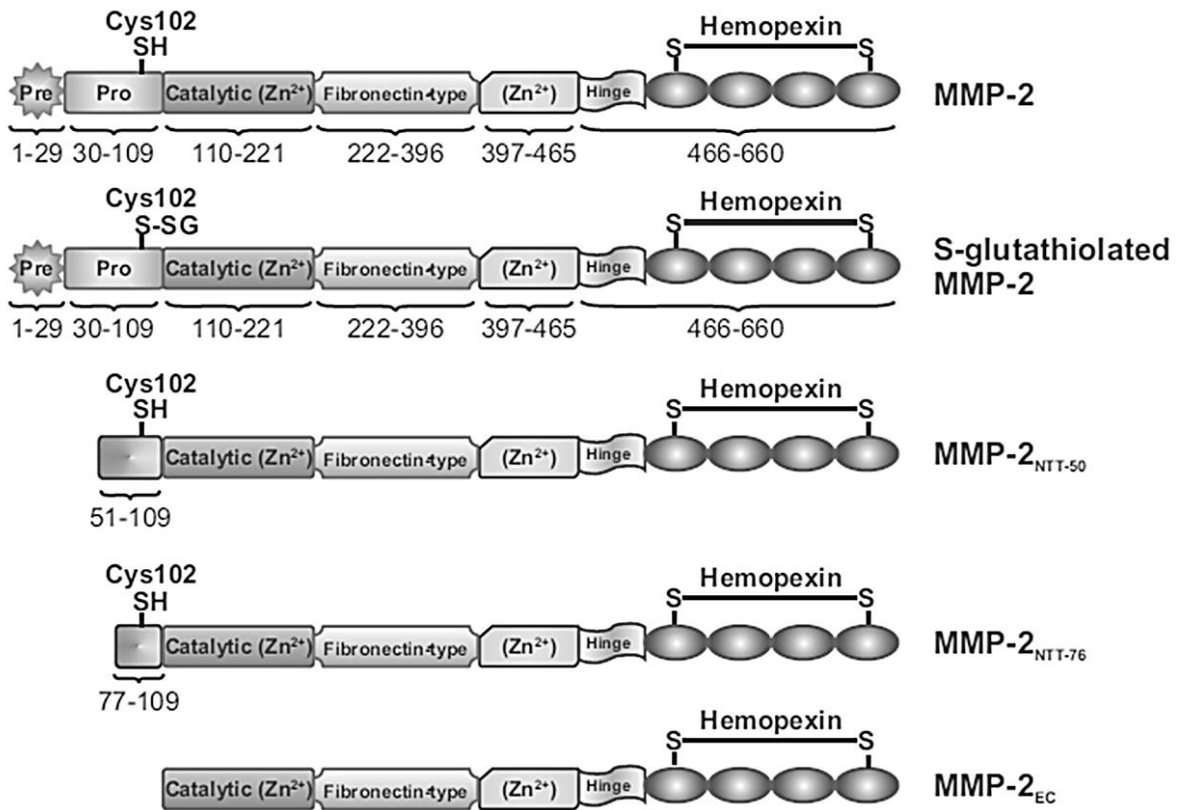 Cys102
SH
Hemopexin
S S
Pre Pro Catalytic (Zn²⁺) Fibronectin-type (Zn²⁺) Hinge MMP-2
1-29 30-109 110-221 222-396 397-465 466-660
Cys102
S-SG
Hemopexin
S S
Pre Pro Catalytic (Zn²⁺) Fibronectin-type (Zn²⁺) Hinge S-glutathiolated
MMP-2
1-29 30-109 110-221 222-396 397-465 466-660
Cys102
SH
Hemopexin
S S
Catalytic (Zn²⁺) Fibronectin-type (Zn²⁺) Hinge MMP-2NTT-50
51-109
Cys102
SH
Hemopexin
S S
Catalytic (Zn²⁺) Fibronectin-type (Zn²⁺) Hinge MMP-2NTT-76
77-109
Hemopexin
S S
Catalytic (Zn²⁺) Fibronectin-type (Zn²⁺) Hinge MMP-2EC